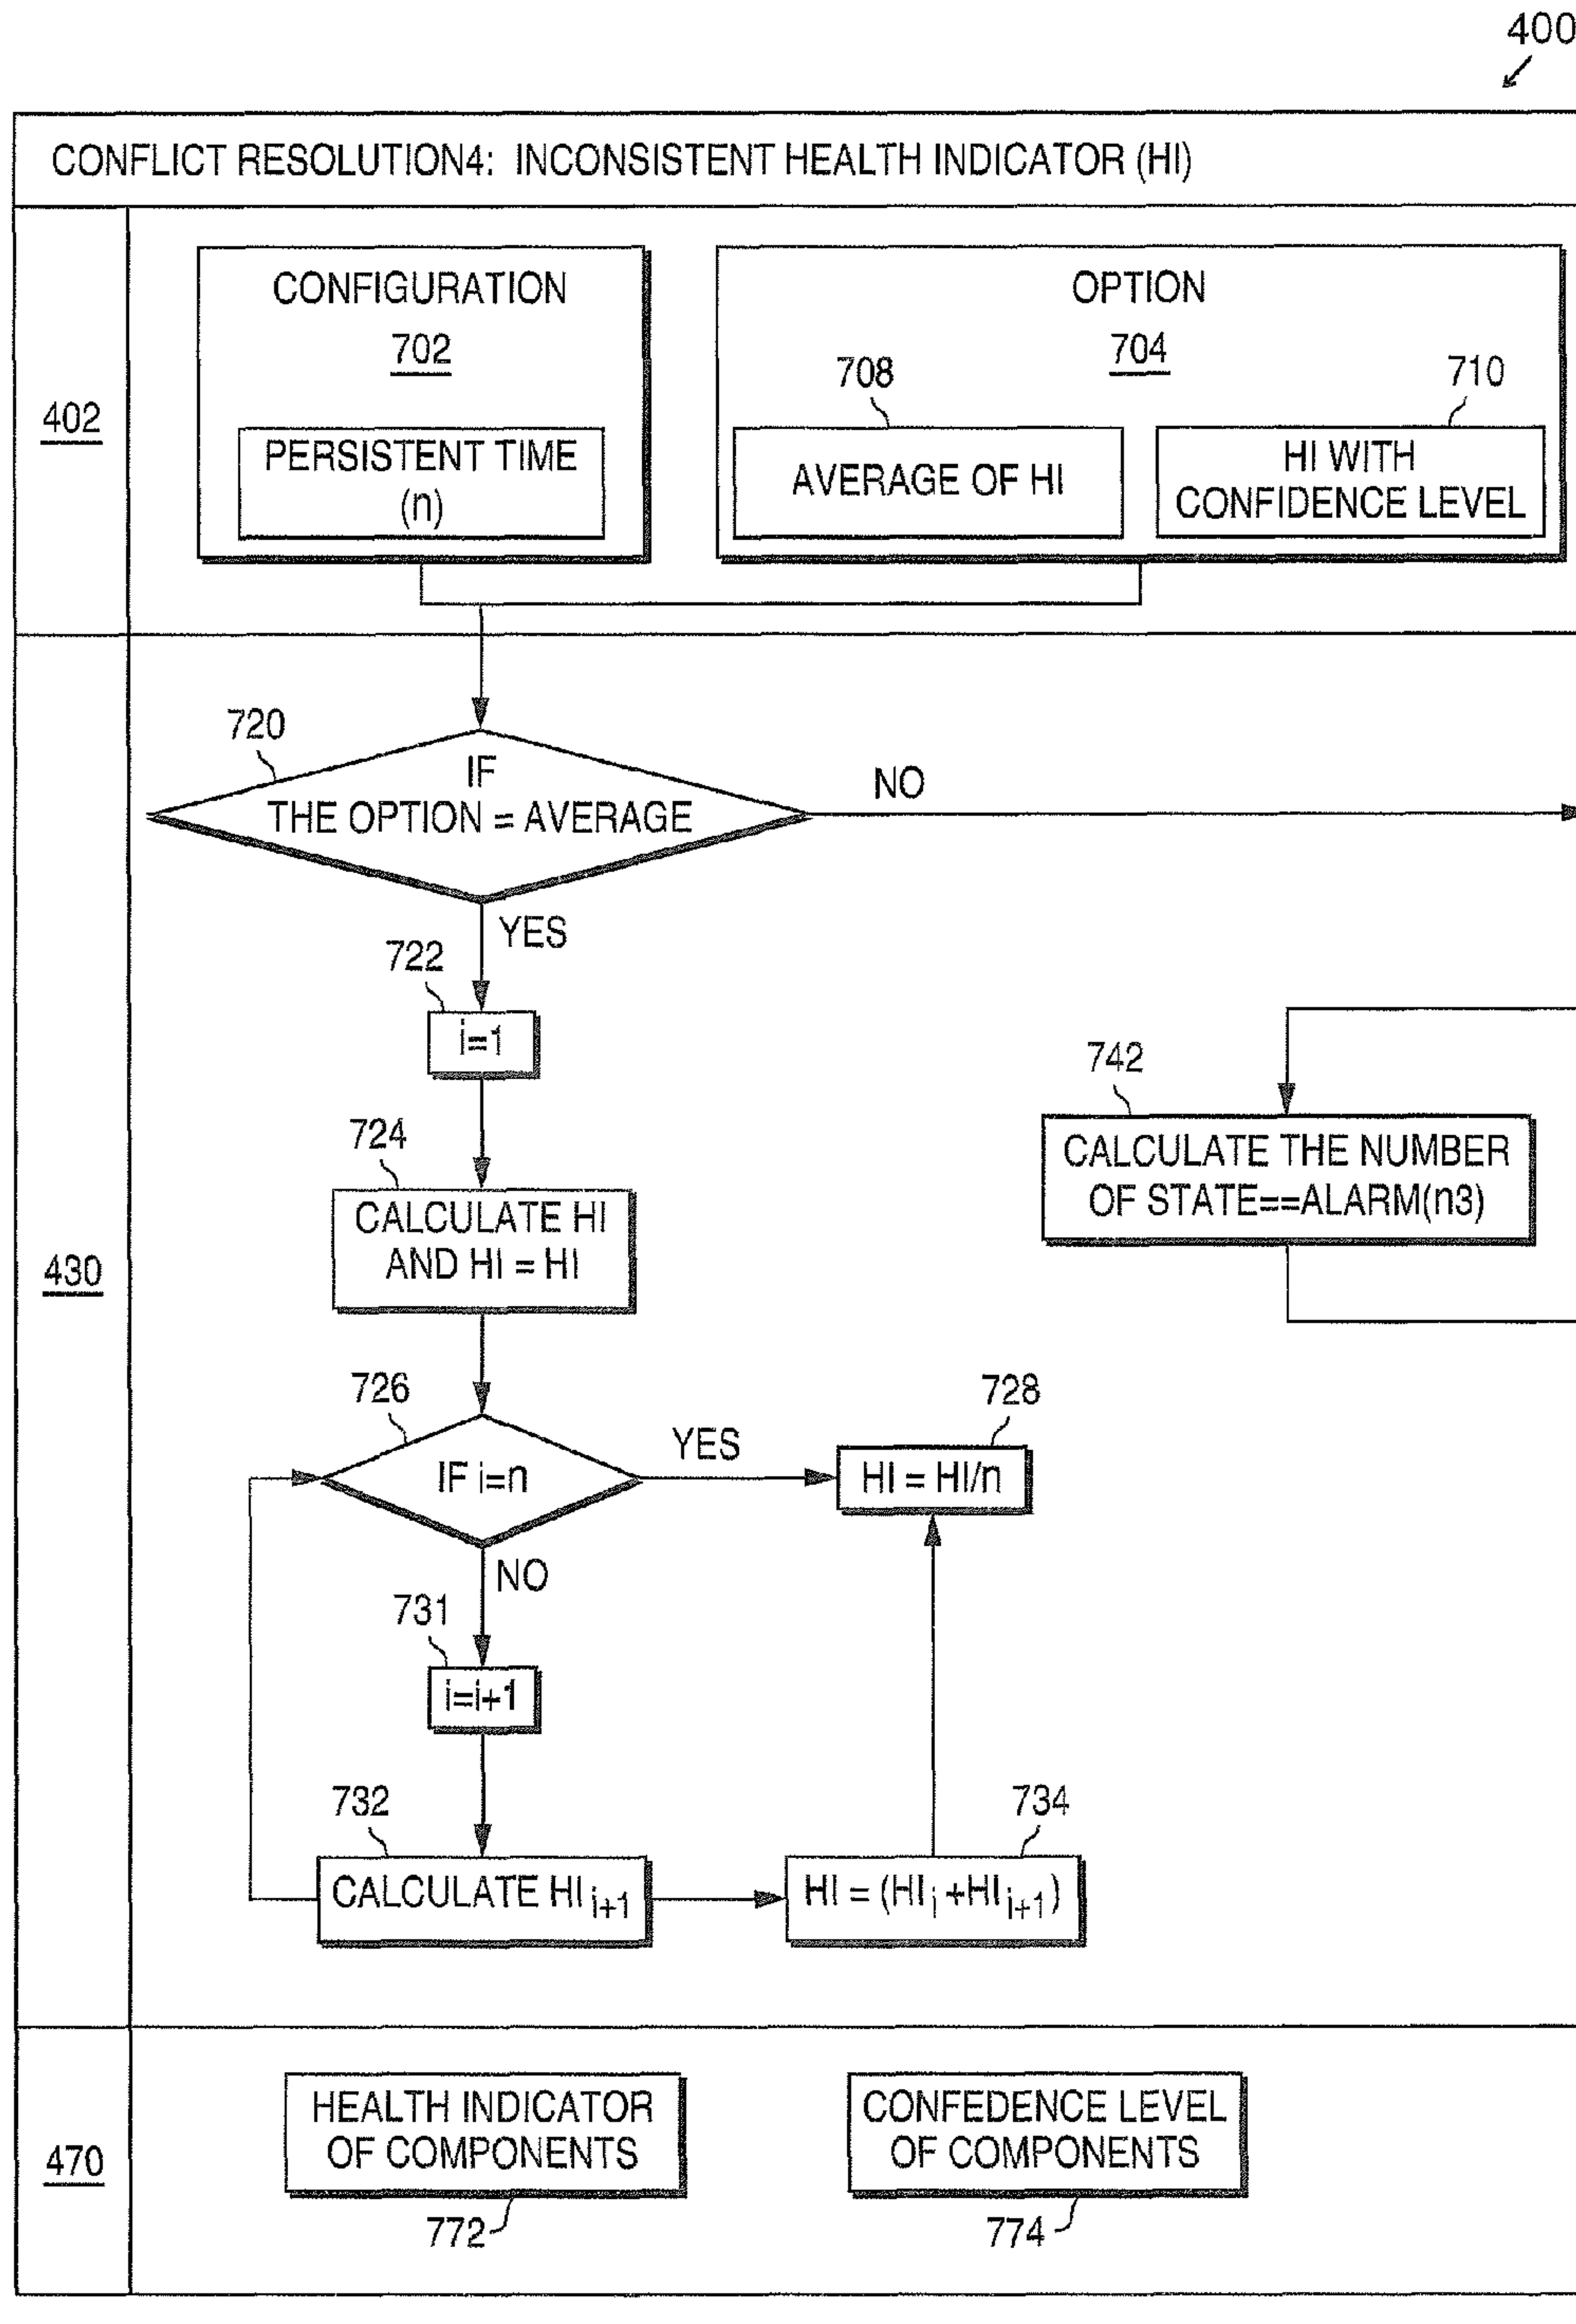 400
CONFLICT RESOLUTION4: INCONSISTENT HEALTH INDICATOR (HI)
402
CONFIGURATION
702
PERSISTENT TIME
(n)
OPTION
704
708
AVERAGE OF HI
710
HI WITH
CONFIDENCE LEVEL
430
720
IF
THE OPTION = AVERAGE
NO
YES
722
i=1
724
CALCULATE HI
AND HI = HI
742
CALCULATE THE NUMBER
OF STATE==ALARM(n3)
726
IF i=n
YES
728
HI = HI/n
NO
731
i=i+1
732
CALCULATE HI i+1
734
HI = (HI i +HI i+1)
470
HEALTH INDICATOR
OF COMPONENTS
772
CONFEDENCE LEVEL
OF COMPONENTS
774